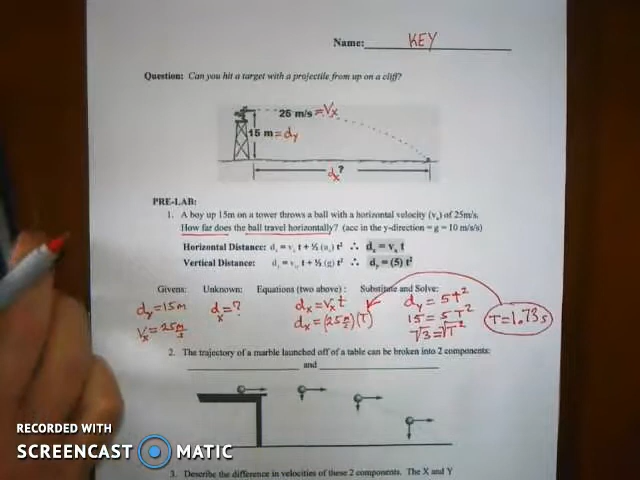 Name: KEY
Question: Can you hit a target with a projectile from up on a cliff?
25 m/s = Vx
15 m = dy
dx?
PRE-LAB:
1. A boy up 15m on a tower throws a ball with a horizontal velocity (vx) of 25m/s.
How far does the ball travel horizontally? (acc in the y-direction = g = 10 m/s/s)
Horizontal Distance: dx = vx t + ½ (ax) t² ∴ dx = vx t
Vertical Distance: dy = vy t + ½ (g) t² ∴ dy = (5) t²
Givens: Unknown: Equations (two above) : Substitute and Solve:
dy = 15m dx = ? dx = Vx t dy = 5t²
Vx = 25 m/s dx = (25 m/s)(T) 15 = 5T² T = 1.73 s
√3 = √T²
2. The trajectory of a marble launched off of a table can be broken into 2 components:
and
3. Describe the difference in velocities of these 2 components. The X and Y
RECORDED WITH
SCREENCAST O MATIC